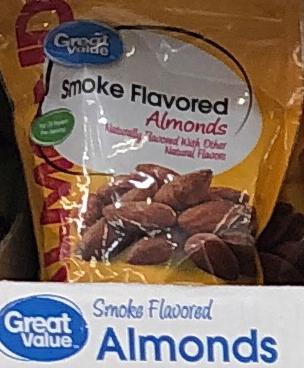 Great
Value
Smoke Flavored
Almonds
Naturally Flavored With Other
Natural Flavors
Great
Value
Smoke Flavored
Almonds